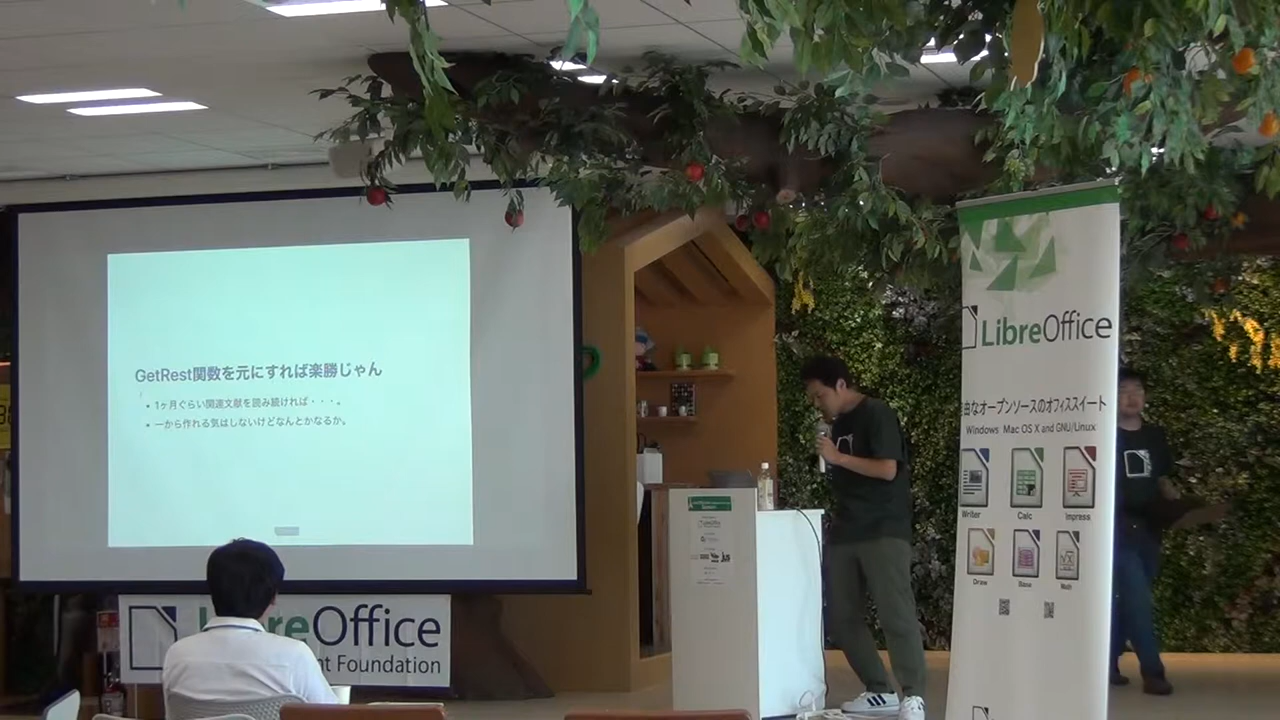 GetRest関数を元にすれば楽勝じゃん
• 1ヶ月ぐらい関連文献を読み続ければ・・・。
• 一から作れる気はしないけどなんとかなるか。
LibreOffice
由なオープンソースのオフィススイート
Windows Mac OS X and GNU/Linux
Writer Calc Impress
Draw Base Math
LibreOffice
nt Foundation